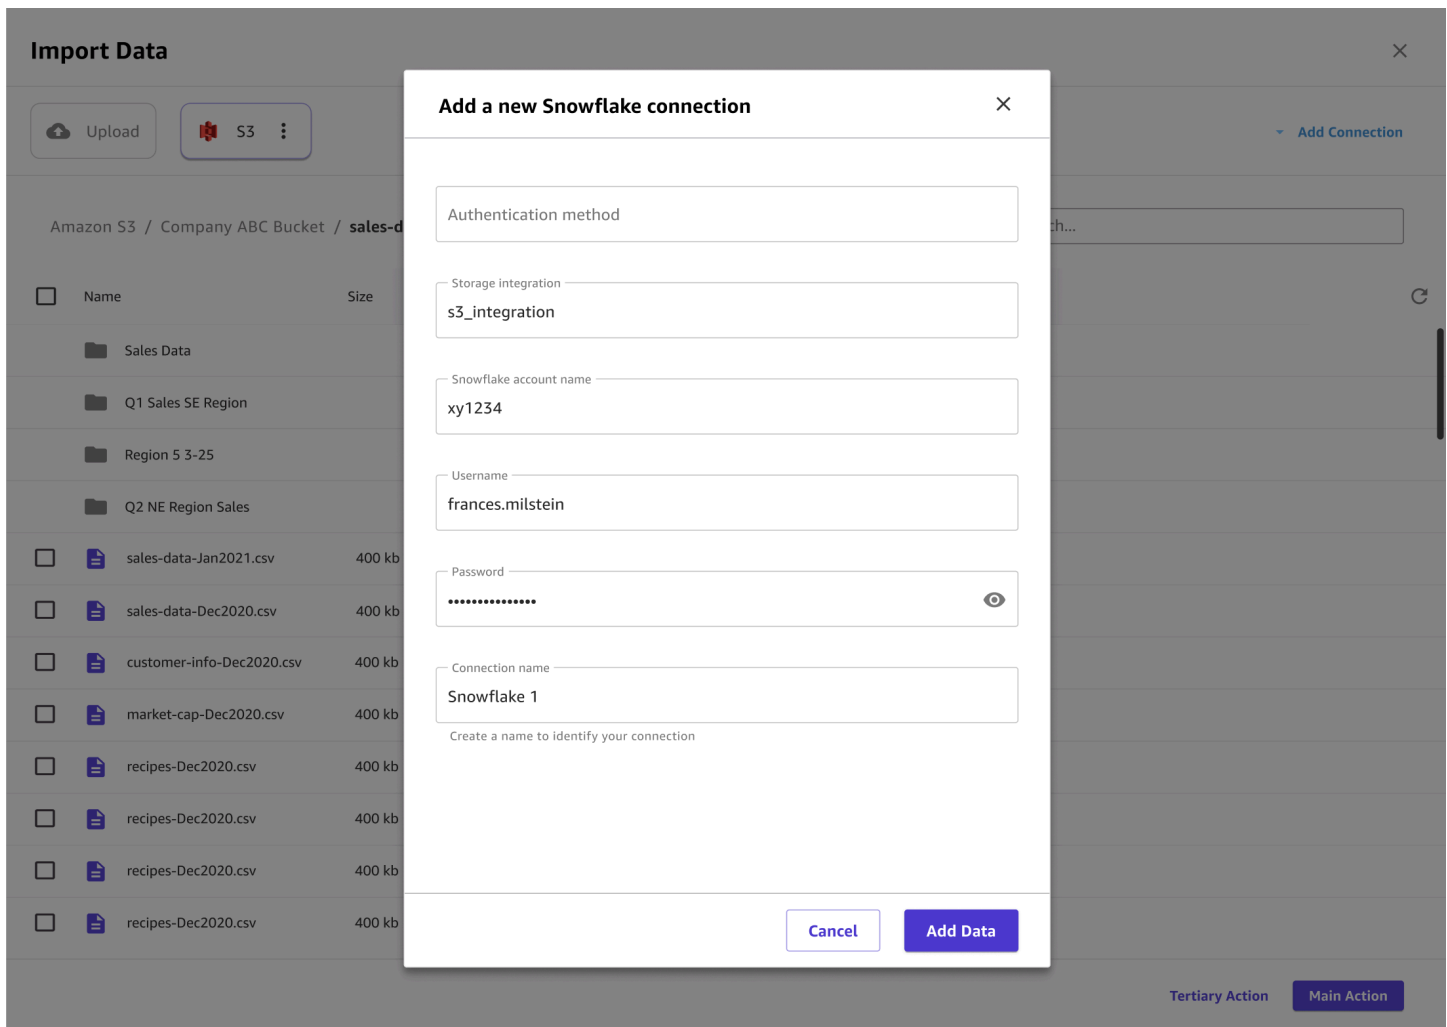 Import Data
Upload
S3
Add Connection
Amazon S3 / Company ABC Bucket / sales-d
ch...
Name
Size
Sales Data
Q1 Sales SE Region
Region 5 3-25
Q2 NE Region Sales
sales-data-Jan2021.csv 400 kb
sales-data-Dec2020.csv 400 kb
customer-info-Dec2020.csv 400 kb
market-cap-Dec2020.csv 400 kb
recipes-Dec2020.csv 400 kb
recipes-Dec2020.csv 400 kb
recipes-Dec2020.csv 400 kb
recipes-Dec2020.csv 400 kb
Add a new Snowflake connection
Authentication method
Storage integration
s3_integration
Snowflake account name
xy1234
Username
frances.milstein
Password
•••••••••••••••
Connection name
Snowflake 1
Create a name to identify your connection
Cancel
Add Data
Tertiary Action
Main Action